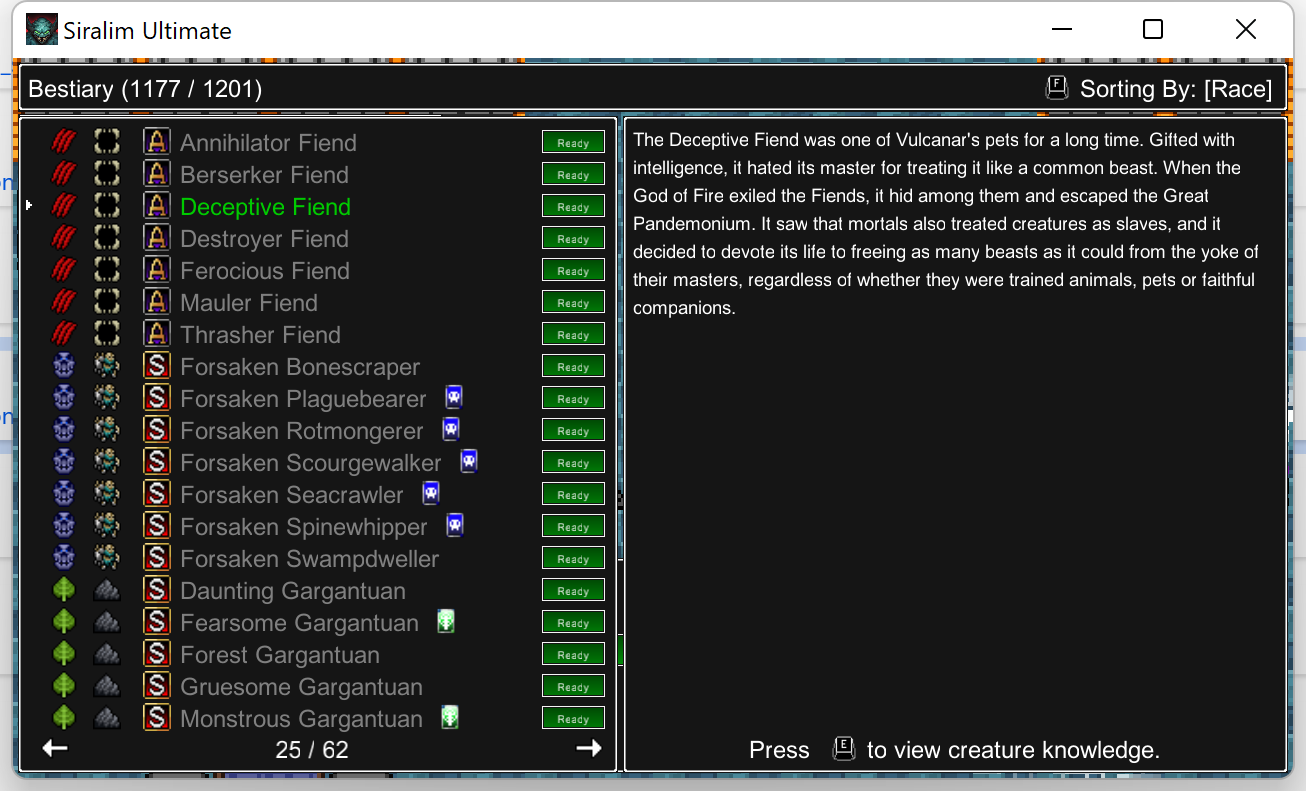 Siralim Ultimate
Bestiary (1177 / 1201)
F Sorting By: [Race]
A Annihilator Fiend Ready
A Berserker Fiend Ready
A Deceptive Fiend Ready
A Destroyer Fiend Ready
A Ferocious Fiend Ready
A Mauler Fiend Ready
A Thrasher Fiend Ready
S Forsaken Bonescraper Ready
S Forsaken Plaguebearer Ready
S Forsaken Rotmongerer Ready
S Forsaken Scourgewalker Ready
S Forsaken Seacrawler Ready
S Forsaken Spinewhipper Ready
S Forsaken Swampdweller Ready
S Daunting Gargantuan Ready
S Fearsome Gargantuan Ready
S Forest Gargantuan Ready
S Gruesome Gargantuan Ready
S Monstrous Gargantuan Ready
25 / 62
The Deceptive Fiend was one of Vulcanar's pets for a long time. Gifted with
intelligence, it hated its master for treating it like a common beast. When the
God of Fire exiled the Fiends, it hid among them and escaped the Great
Pandemonium. It saw that mortals also treated creatures as slaves, and it
decided to devote its life to freeing as many beasts as it could from the yoke of
their masters, regardless of whether they were trained animals, pets or faithful
companions.
Press E to view creature knowledge.